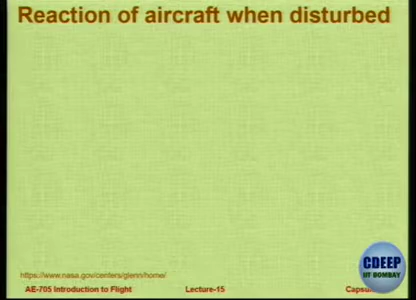 Reaction of aircraft when disturbed
https://www.nasa.gov/centers/glenn/home/
CDEEP
IIT BOMBAY
AE-705 Introduction to Flight Lecture-15